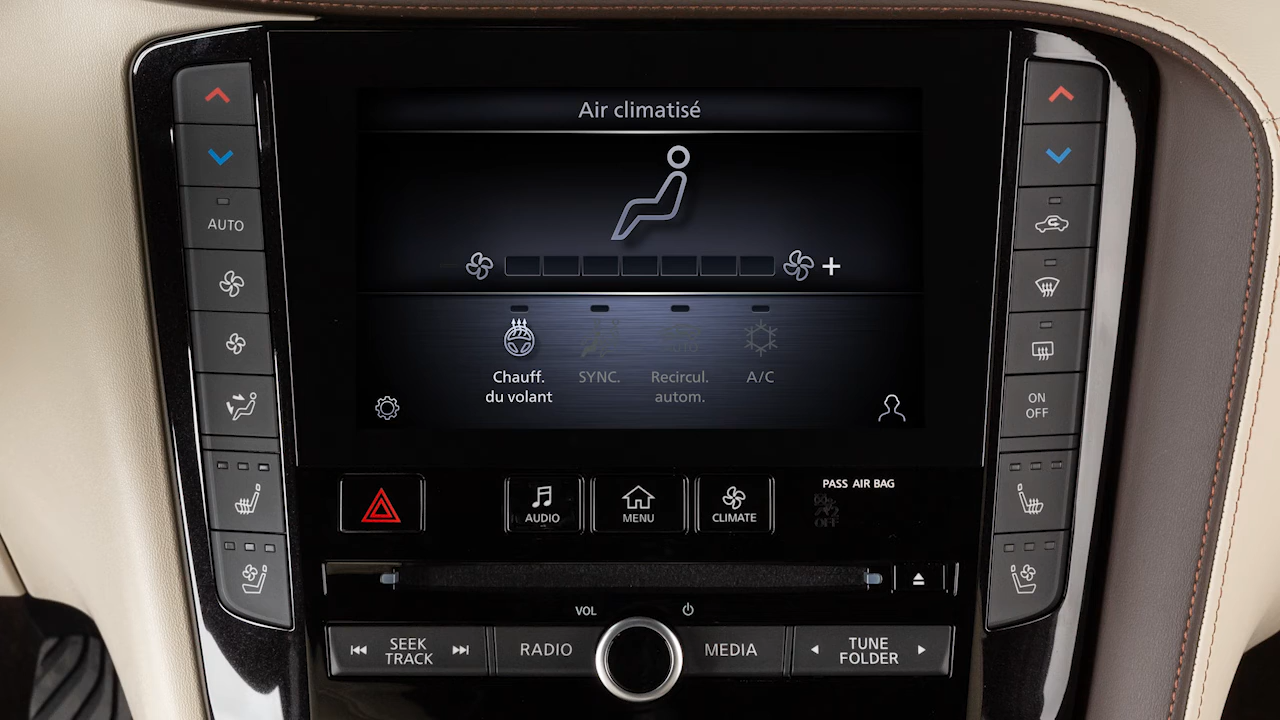 Air climatisé
AUTO
Chauff.
du volant
SYNC.
Recircul.
autom.
A/C
ON
OFF
PASS AIR BAG
OFF
AUDIO
MENU
CLIMATE
VOL
SEEK
TRACK
RADIO
MEDIA
TUNE
FOLDER